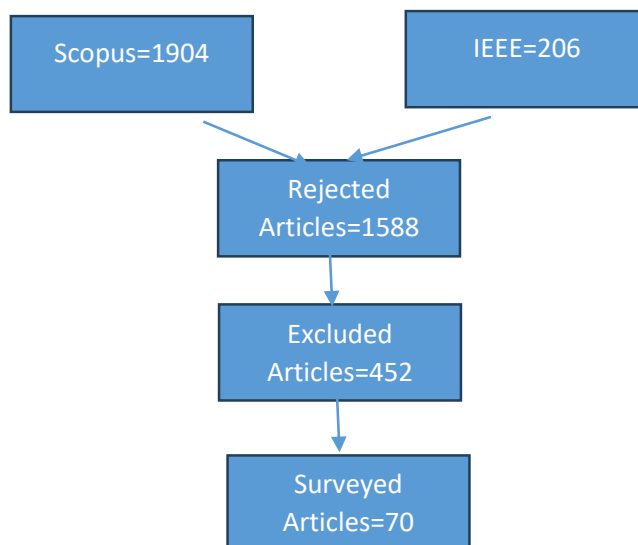 Scopus=1904
IEEE=206
Rejected
Articles=1588
Excluded
Articles=452
Surveyed
Articles=70